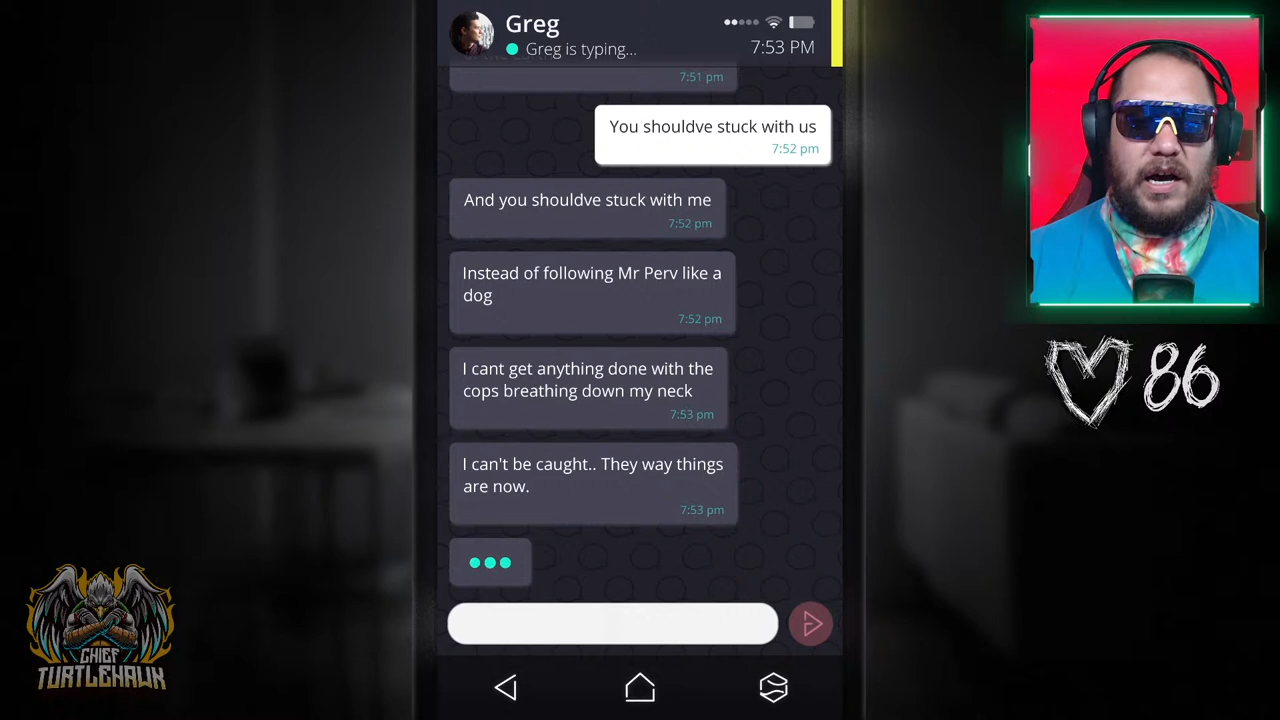 Greg
Greg is typing...
7:53 PM
7:51 pm
You shouldve stuck with us
7:52 pm
And you shouldve stuck with me
7:52 pm
Instead of following Mr Perv like a
dog
7:52 pm
I cant get anything done with the
cops breathing down my neck
7:53 pm
I can't be caught.. They way things
are now.
7:53 pm
86
CHIEF
TURTLEHAWK